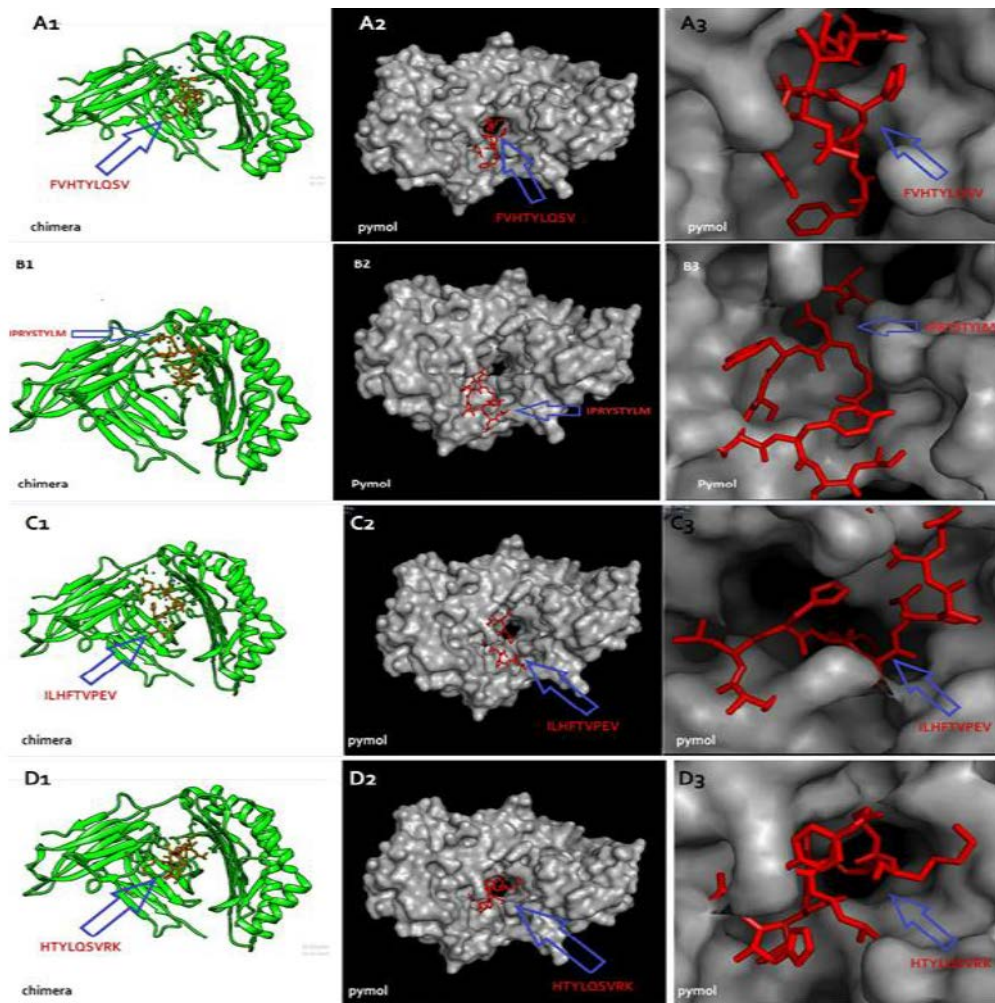 A1
A2
A3
FVHTYLQSV
FVHTYLQSV
FVHTYLQSV
chimera
pymol
pymol
B1
B2
B3
IPRYSTYLM
IPRYSTYLM
IPRYSTYLM
chimera
Pymol
Pymol
C1
C2
C3
ILHFTVPEV
ILHFTVPEV
ILHFTVPEV
chimera
pymol
pymol
D1
D2
D3
HTYLQSVRK
HTYLQSVRK
HTYLQSVRK
chimera
pymol
pymol